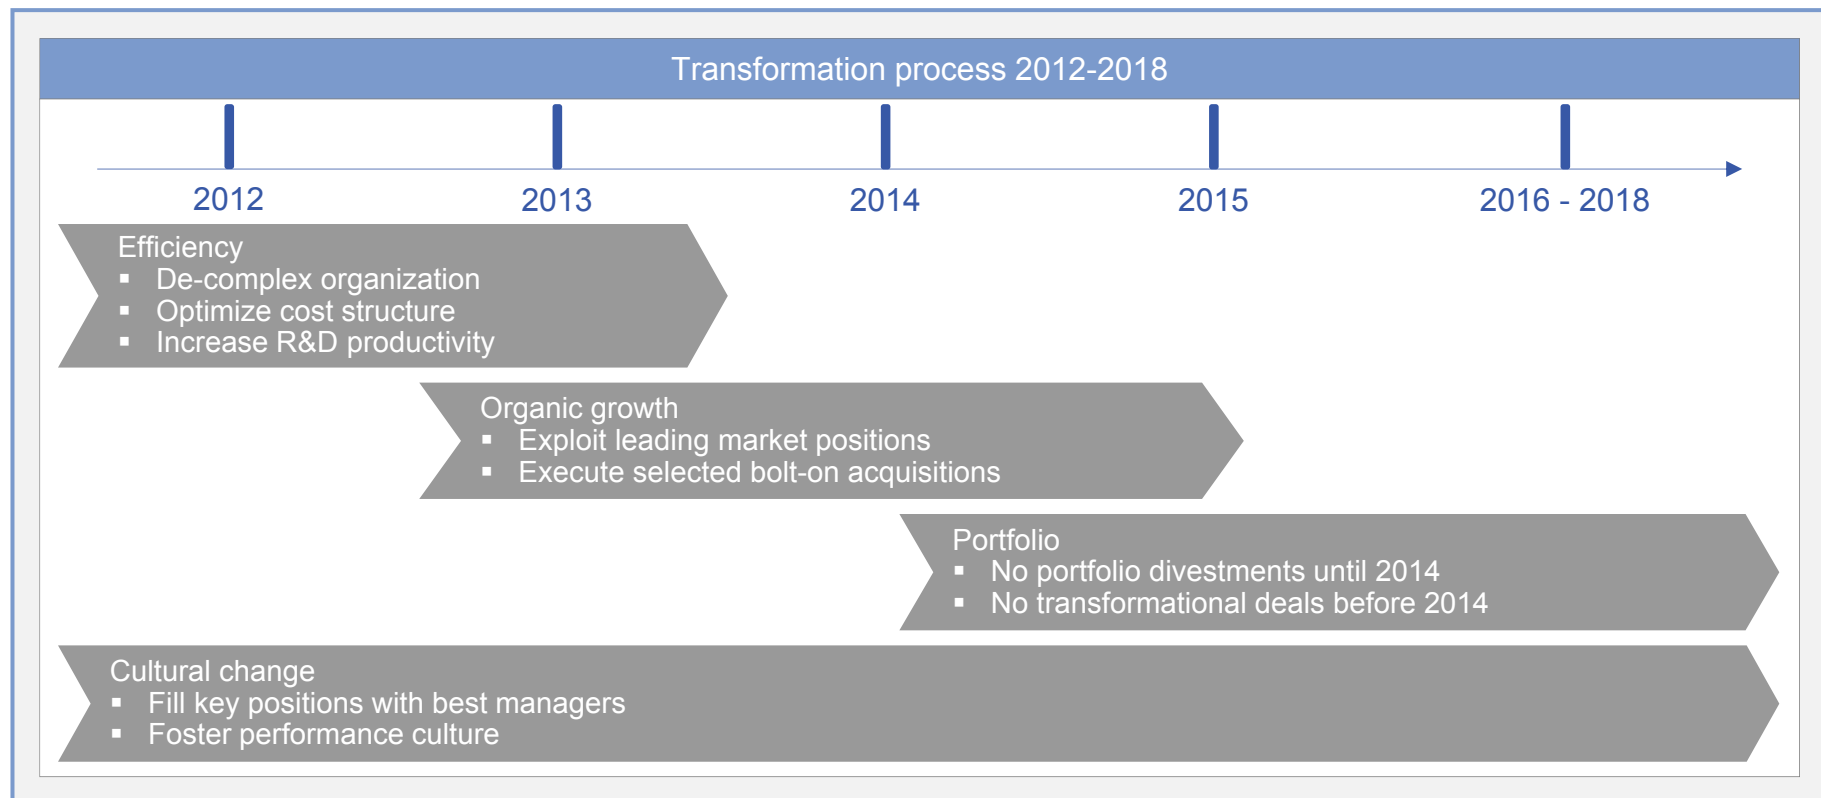 Transformation process 2012-2018
2012
2013
2014
2015
2016 - 2018
Efficiency
▪ De-complex organization
▪ Optimize cost structure
▪ Increase R&D productivity
Organic growth
▪ Exploit leading market positions
▪ Execute selected bolt-on acquisitions
Portfolio
▪ No portfolio divestments until 2014
▪ No transformational deals before 2014
Cultural change
▪ Fill key positions with best managers
▪ Foster performance culture